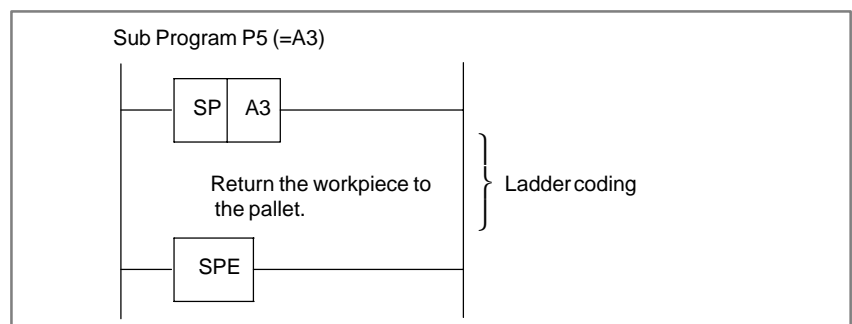 Sub Program P5 (=A3)
SP A3
Return the workpiece to
the pallet.
Ladder coding
SPE